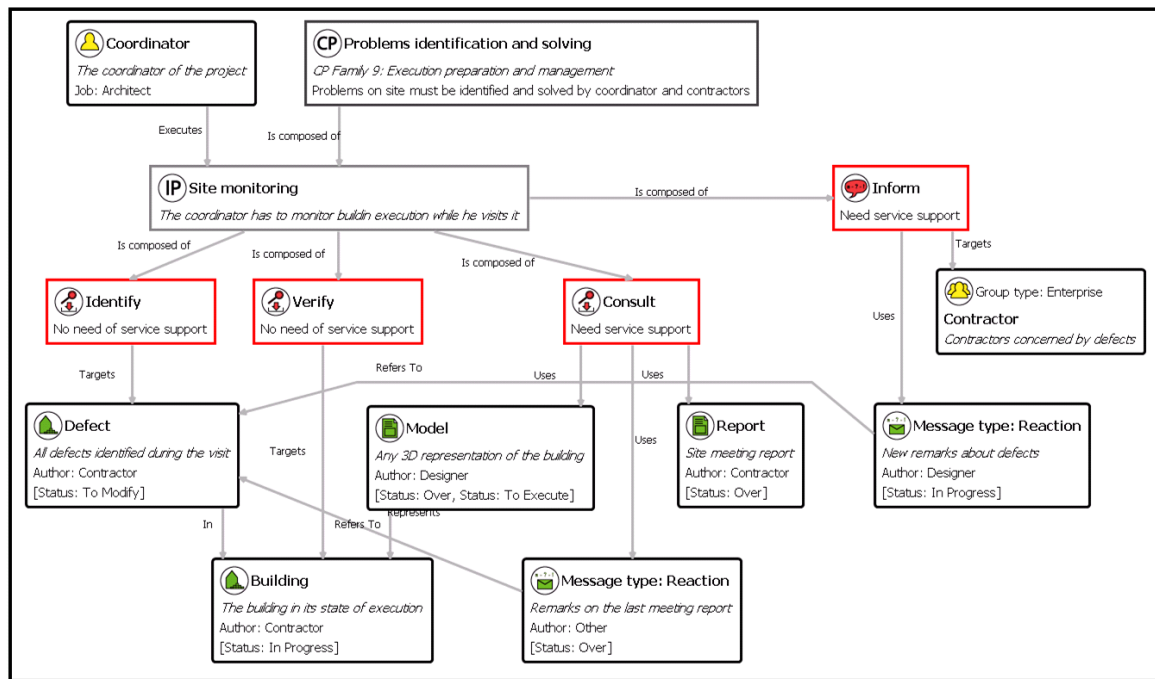 Coordinator
The coordinator of the project
Job: Architect
CP Problems identification and solving
CP Family 9: Execution preparation and management
Problems on site must be identified and solved by coordinator and contractors
Executes
Is composed of
IP Site monitoring
The coordinator has to monitor buildin execution while he visits it
Is composed of
Inform
Need service support
Is composed of
Is composed of
Is composed of
Targets
Identify
No need of service support
Verify
No need of service support
Consult
Need service support
Group type: Enterprise
Contractor
Contractors concerned by defects
Uses
Targets
Refers To
Uses
Uses
Defect
All defects identified during the visit
Author: Contractor
[Status: To Modify]
Targets
Model
Any 3D representation of the building
Author: Designer
[Status: Over, Status: To Execute]
Uses
Report
Site meeting report
Author: Contractor
[Status: Over]
Message type: Reaction
New remarks about defects
Author: Designer
[Status: In Progress]
In
Refers To
Represents
Building
The building in its state of execution
Author: Contractor
[Status: In Progress]
Message type: Reaction
Remarks on the last meeting report
Author: Other
[Status: Over]